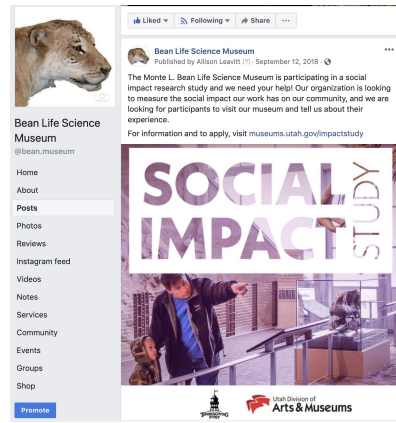 Liked
Following
Share
Bean Life Science Museum
Published by Allison Leavitt [?] · September 12, 2018 ·
The Monte L. Bean Life Science Museum is participating in a social
impact research study and we need your help! Our organization is looking
to measure the social impact our work has on our community, and we are
looking for participants to visit our museum and tell us about their
experience.
For information and to apply, visit museums.utah.gov/impactstudy
Bean Life Science
Museum
@bean.museum
Home
About
Posts
Photos
Reviews
Instagram feed
Videos
Notes
Services
Community
Events
Groups
Shop
Promote
SOCIAL
IMPACT
STUDY
THANKSGIVING
POINT
Utah Division of
Arts & Museums